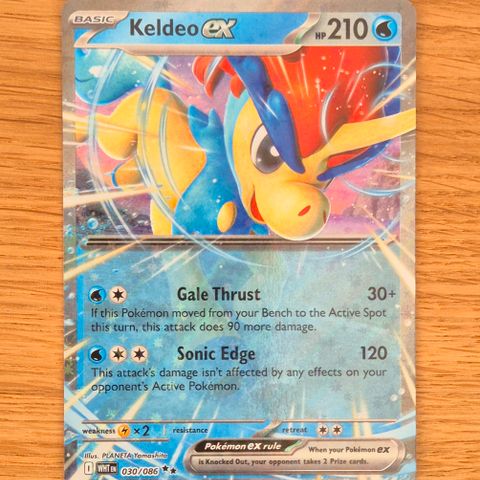 BASIC
Keldeo ex HP 210
Gale Thrust 30+
If this Pokémon moved from your Bench to the Active Spot
this turn, this attack does 90 more damage.
Sonic Edge 120
This attack's damage isn't affected by any effects on your
opponent's Active Pokémon.
weakness ×2 resistance retreat
Illus. PLANETA Yamashita
Pokémon ex rule When your Pokémon ex
is Knocked Out, your opponent takes 2 Prize cards.
I WHT EN 030/086 ★★